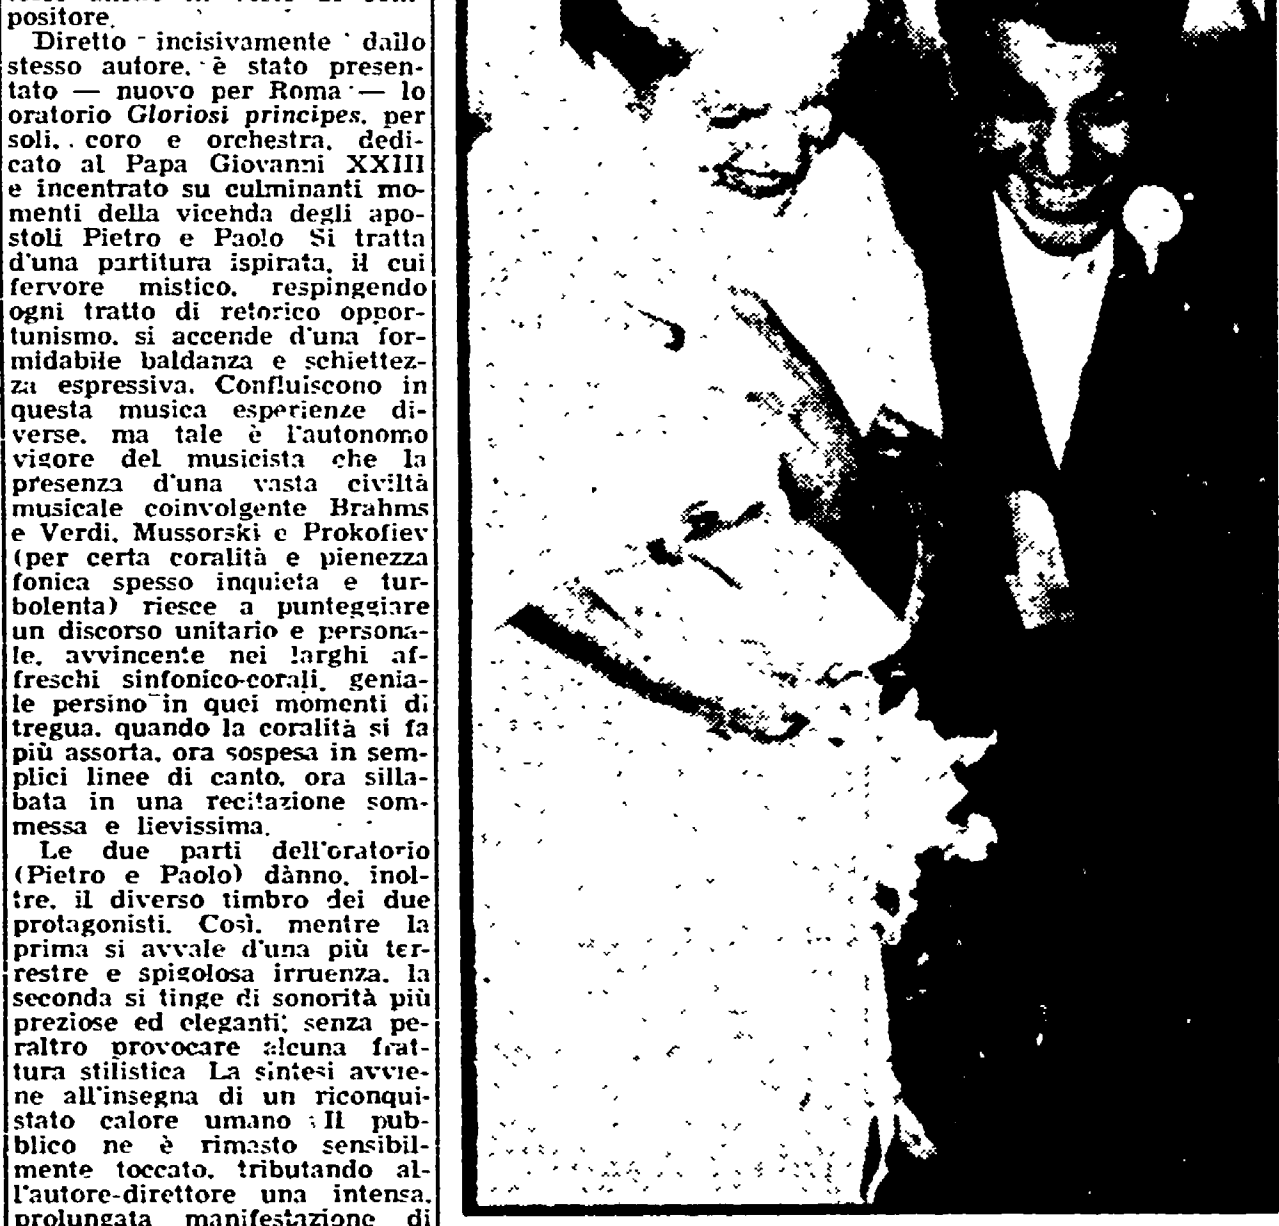 positore.
Diretto incisivamente dallo
stesso autore, è stato presen-
tato — nuovo per Roma — lo
oratorio Gloriosi principes, per
soli, coro e orchestra, dedi-
cato al Papa Giovanni XXIII
e incentrato su culminanti mo-
menti della vicenda degli apo-
stoli Pietro e Paolo Si tratta
d'una partitura ispirata, il cui
fervore mistico, respingendo
ogni tratto di retorico oppor-
tunismo, si accende d'una for-
midabile baldanza e schiettez-
za espressiva. Confluiscono in
questa musica esperienze di-
verse, ma tale è l'autonomo
vigore del musicista che la
presenza d'una vasta civiltà
musicale coinvolgente Brahms
e Verdi, Mussorski e Prokofiev
(per certa coralità e pienezza
fonica spesso inquieta e tur-
bolenta) riesce a punteggiare
un discorso unitario e persona-
le, avvincente nei larghi af-
freschi sinfonico-corali, genia-
le persino in quei momenti di
tregua, quando la coralità si fa
più assorta, ora sospesa in sem-
plici linee di canto, ora silla-
bata in una recitazione som-
messa e lievissima.
Le due parti dell'oratorio
(Pietro e Paolo) dànno, inol-
tre, il diverso timbro dei due
protagonisti. Così, mentre la
prima si avvale d'una più ter-
restre e spigolosa irruenza, la
seconda si tinge di sonorità più
preziose ed eleganti; senza pe-
raltro provocare alcuna frat-
tura stilistica La sintesi avvie-
ne all'insegna di un riconqui-
stato calore umano Il pub-
blico ne è rimasto sensibil-
mente toccato, tributando al-
l'autore-direttore una intensa,
prolungata manifestazione di